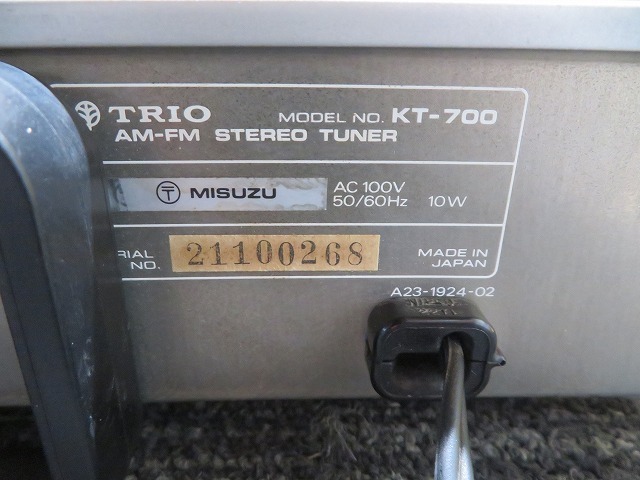 TRIO MODEL NO. KT-700
AM-FM STEREO TUNER
〒 MISUZU AC 100V
50/60Hz 10W
RIAL NO. 21100268 MADE IN JAPAN
A23-1924-02